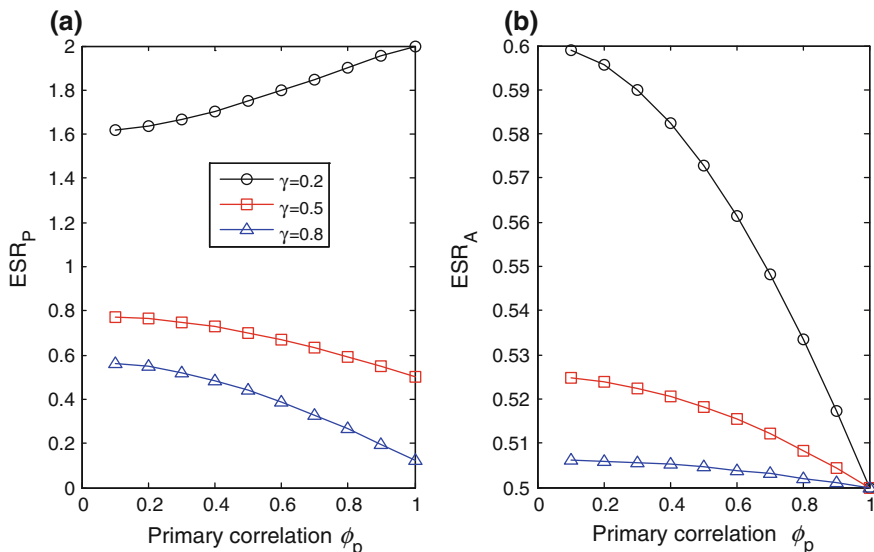 (a)
2
1.8
1.6
1.4
1.2
1
0.8
0.6
0.4
0.2
0
ESR_P
γ=0.2
γ=0.5
γ=0.8
0 0.2 0.4 0.6 0.8 1
Primary correlation ϕ_p
(b)
0.6
0.59
0.58
0.57
0.56
0.55
0.54
0.53
0.52
0.51
0.5
ESR_A
0 0.2 0.4 0.6 0.8 1
Primary correlation ϕ_p